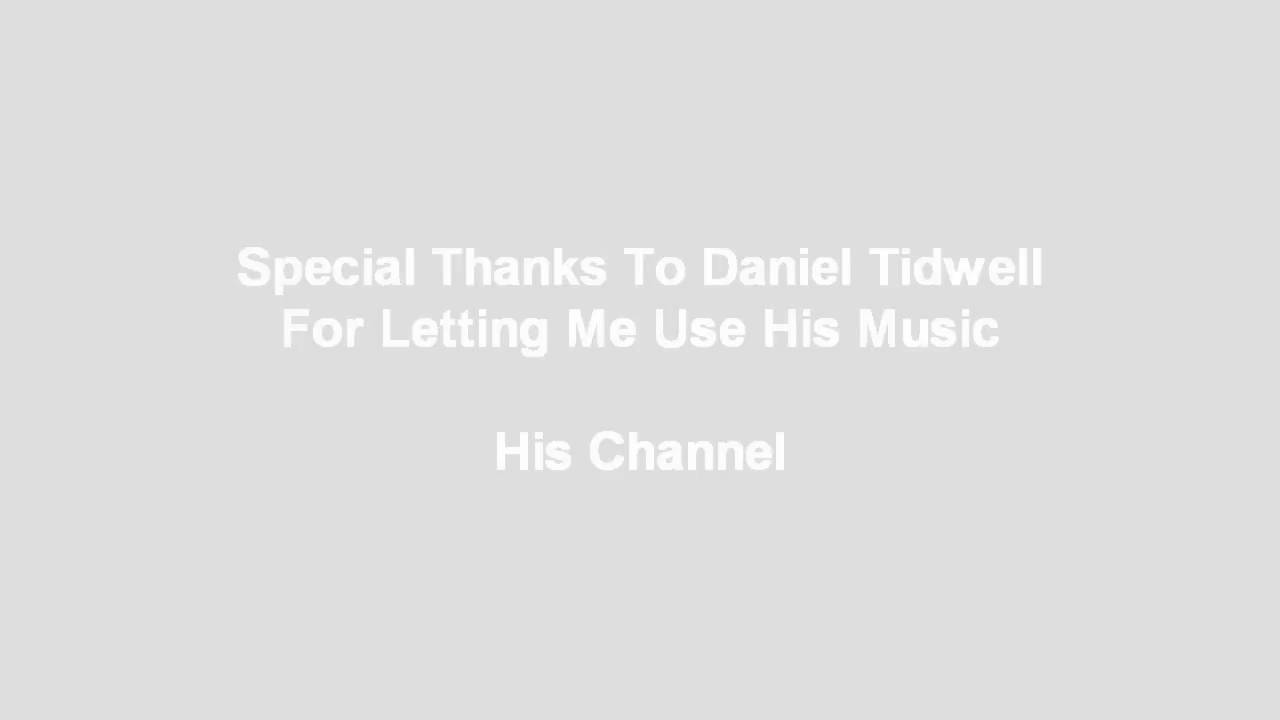 Special Thanks To Daniel Tidwell
For Letting Me Use His Music
His Channel